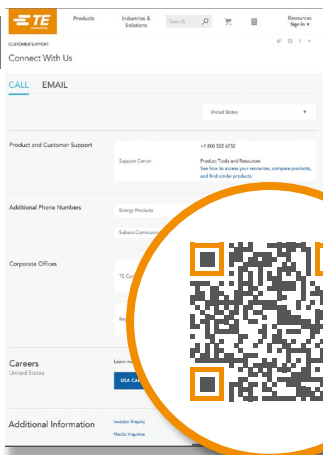 TE
Products
Industries &
Solutions
Search
Resources
Sign In
CUSTOMER SUPPORT
Connect With Us
CALL EMAIL
United States
Product and Customer Support
+1 800 522 6752
Support Center
Product Tools and Resources
See how to access your resources, compare products,
and find similar products
Additional Phone Numbers
Energy Products
Subsea Communi
Corporate Offices
TE Co
Careers
United States
Learn mo
USA CA
Additional Information
Investor Inquiry
Media Inquiries